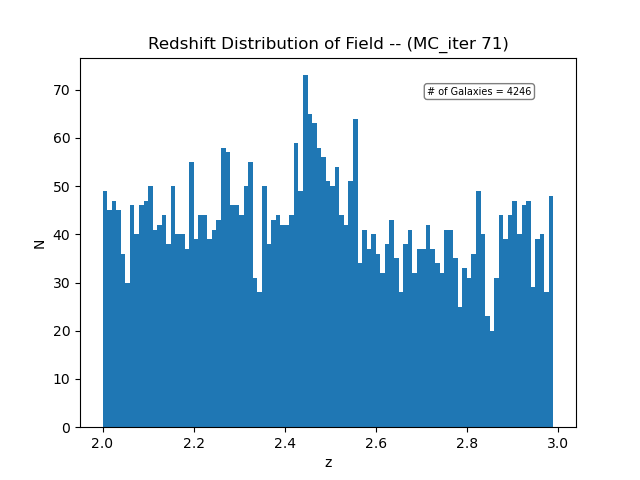 Redshift Distribution of Field -- (MC_iter 71)
# of Galaxies = 4246
70
60
50
40
30
20
10
0
N
2.0 2.2 2.4 2.6 2.8 3.0
z